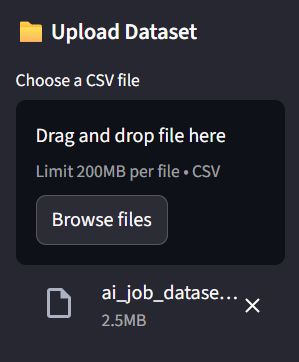 Upload Dataset
Choose a CSV file
Drag and drop file here
Limit 200MB per file • CSV
Browse files
ai_job_datase...
2.5MB